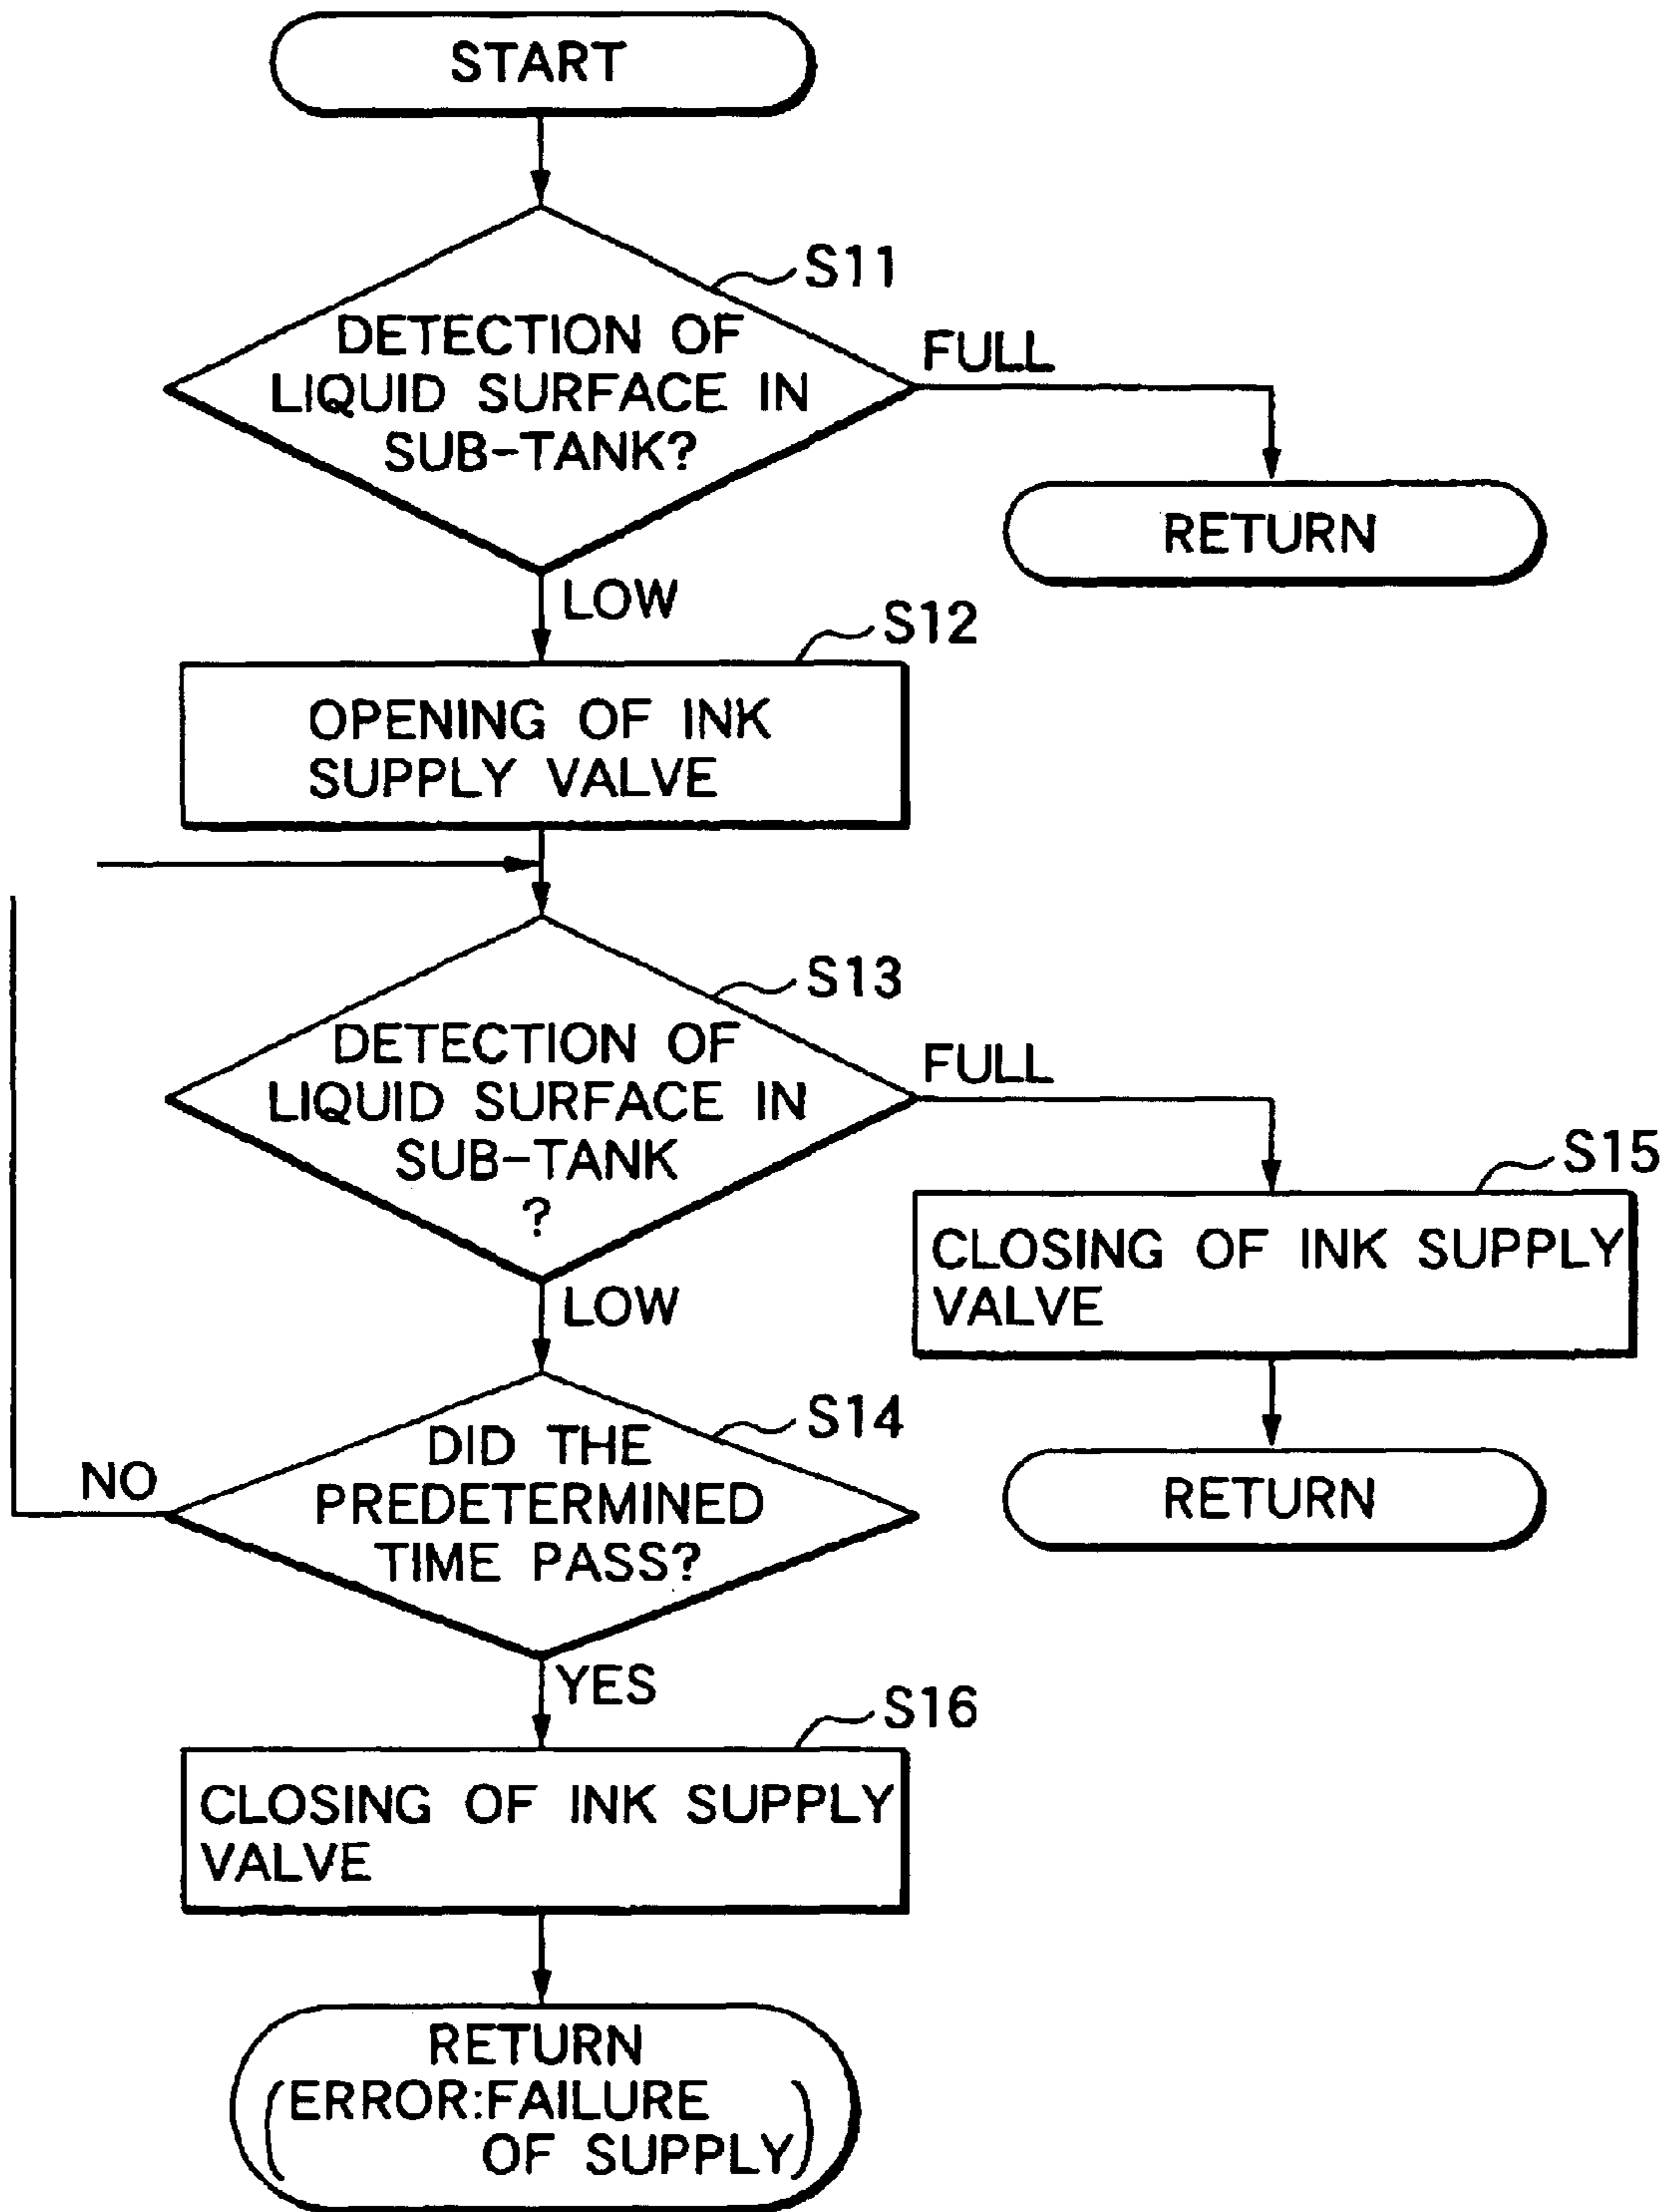 START
S11
DETECTION OF
LIQUID SURFACE IN
SUB-TANK?
FULL
RETURN
LOW
S12
OPENING OF INK
SUPPLY VALVE
S13
DETECTION OF
LIQUID SURFACE IN
SUB-TANK
?
FULL
S15
CLOSING OF INK SUPPLY
VALVE
RETURN
LOW
S14
DID THE
PREDETERMINED
TIME PASS?
NO
YES
S16
CLOSING OF INK SUPPLY
VALVE
RETURN
(ERROR:FAILURE
OF SUPPLY)